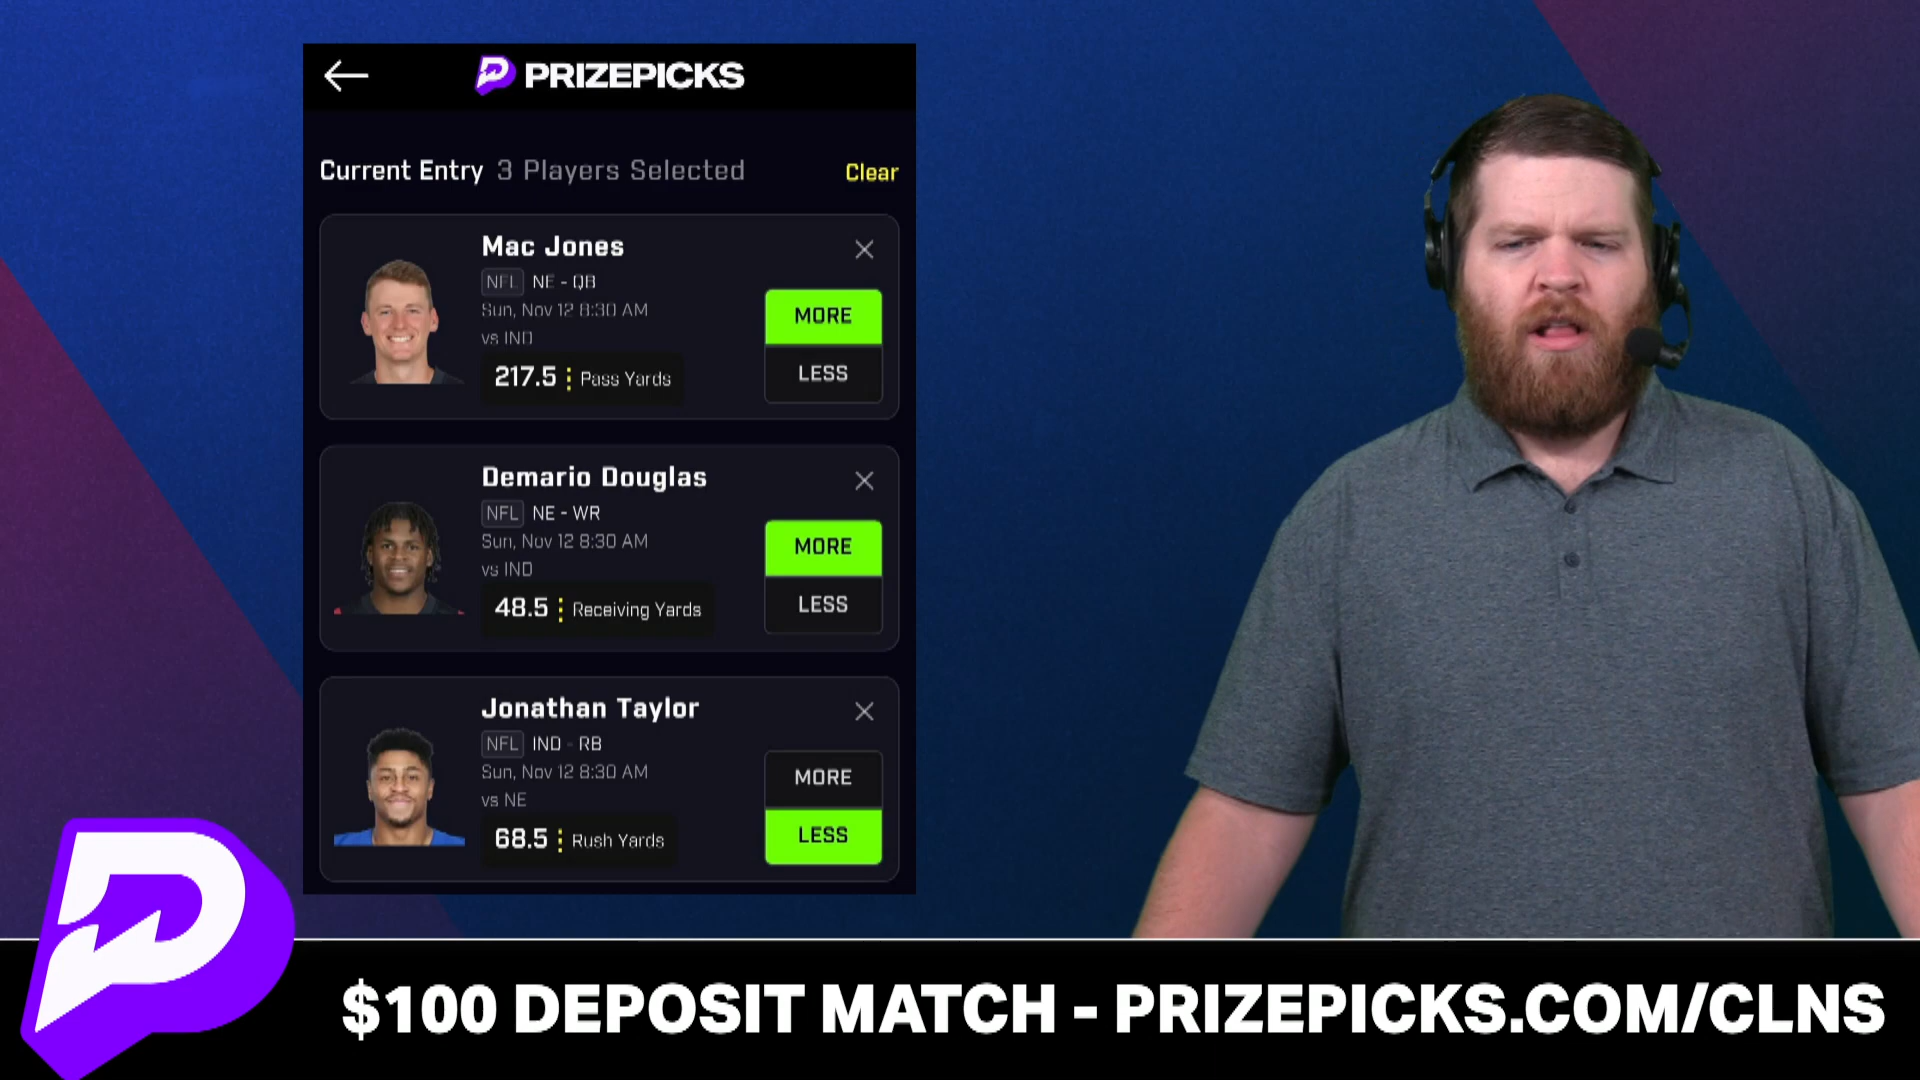 PRIZEPICKS
Current Entry 3 Players Selected Clear
Mac Jones
NFL NE - QB
Sun, Nov 12 8:30 AM
vs IND
217.5 Pass Yards
MORE
LESS
Demario Douglas
NFL NE - WR
Sun, Nov 12 8:30 AM
vs IND
48.5 Receiving Yards
MORE
LESS
Jonathan Taylor
NFL IND - RB
Sun, Nov 12 8:30 AM
vs NE
68.5 Rush Yards
MORE
LESS
$100 DEPOSIT MATCH - PRIZEPICKS.COM/CLNS